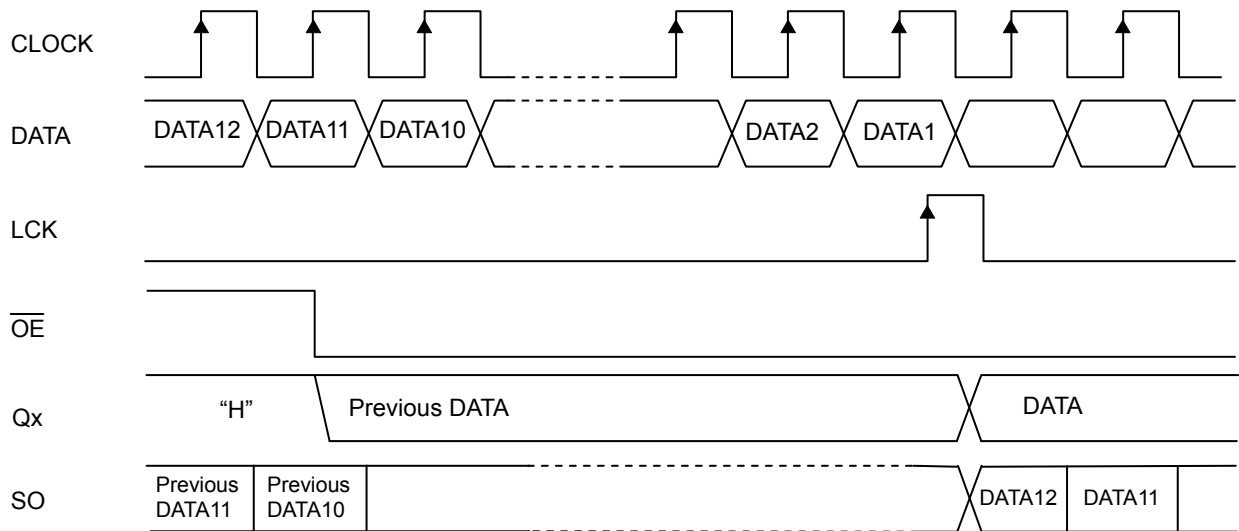 CLOCK
DATA
DATA12
DATA11
DATA10
DATA2
DATA1
LCK
OE
Qx
“H”
Previous DATA
DATA
SO
Previous
DATA11
Previous
DATA10
DATA12
DATA11